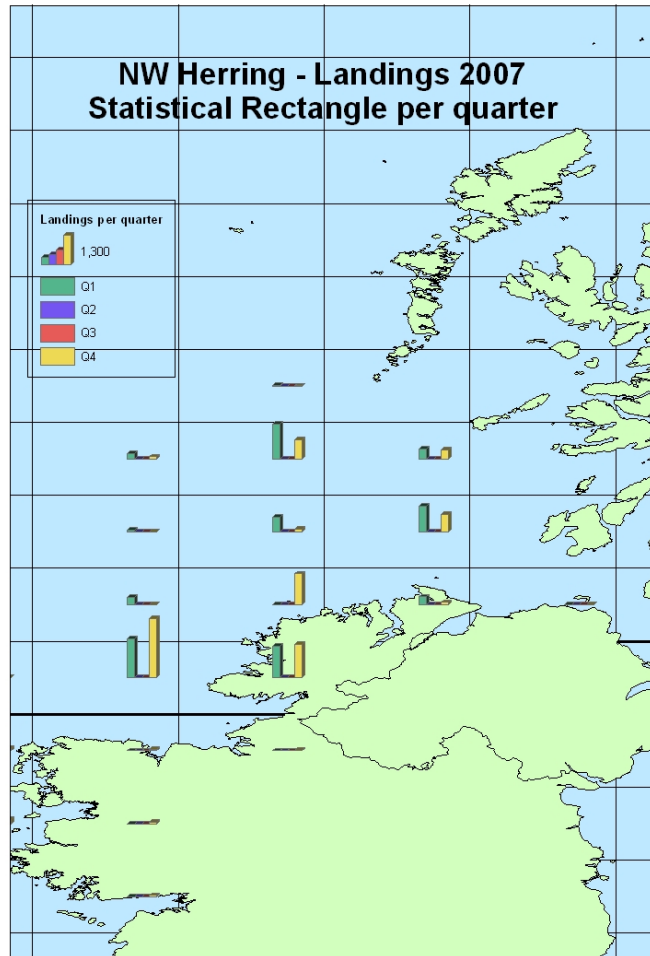 NW Herring - Landings 2007
Statistical Rectangle per quarter
Landings per quarter
1,300
Q1
Q2
Q3
Q4